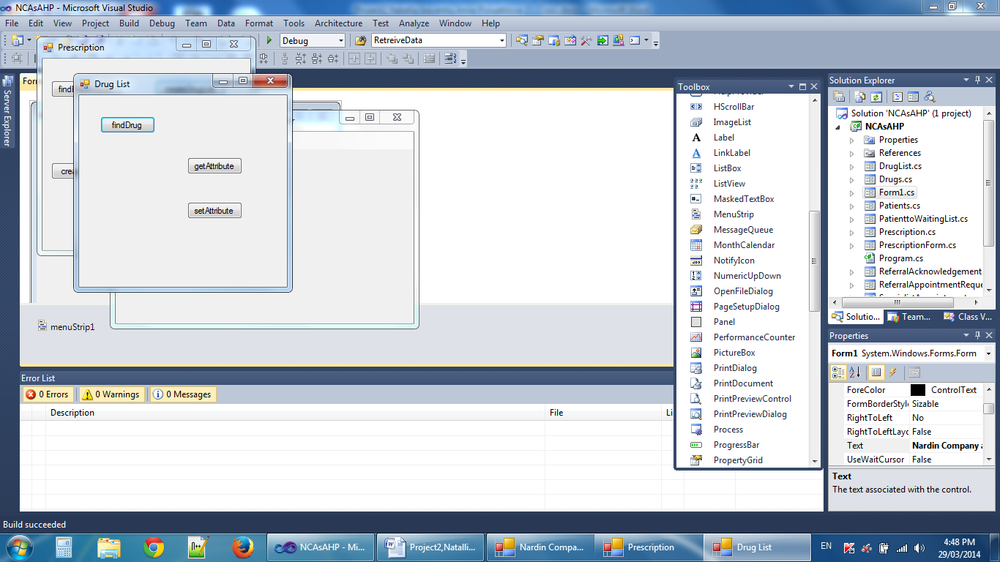 NCAsAHP - Microsoft Visual Studio
File Edit View Project Build Debug Team Data Format Tools Architecture Test Analyze Window Help
Debug RetreiveData
Prescription
Drug List
findDrug
getAttribute
setAttribute
menuStrip1
Server Explorer
Error List
0 Errors 0 Warnings 0 Messages
Description File
Toolbox
HScrollBar
ImageList
Label
LinkLabel
ListBox
ListView
MaskedTextBox
MenuStrip
MessageQueue
MonthCalendar
NotifyIcon
NumericUpDown
OpenFileDialog
PageSetupDialog
Panel
PerformanceCounter
PictureBox
PrintDialog
PrintDocument
PrintPreviewControl
PrintPreviewDialog
Process
ProgressBar
PropertyGrid
Solution Explorer
Solution 'NCAsAHP' (1 project)
NCAsAHP
Properties
References
DrugList.cs
Drugs.cs
Form1.cs
Patients.cs
PatienttoWaitingList.cs
Prescription.cs
PrescriptionForm.cs
Program.cs
ReferralAcknowledgement
ReferralAppointmentReque
Solutio... Team... Class V...
Properties
Form1 System.Windows.Forms.Form
ForeColor ControlText
FormBorderStyle Sizable
RightToLeft No
RightToLeftLayo False
Text Nardin Company a
UseWaitCursor False
Text
The text associated with the control.
Build succeeded
NCAsAHP - Mi... Project2,Natalli... Nardin Compa... Prescription Drug List
EN 4:48 PM
29/03/2014